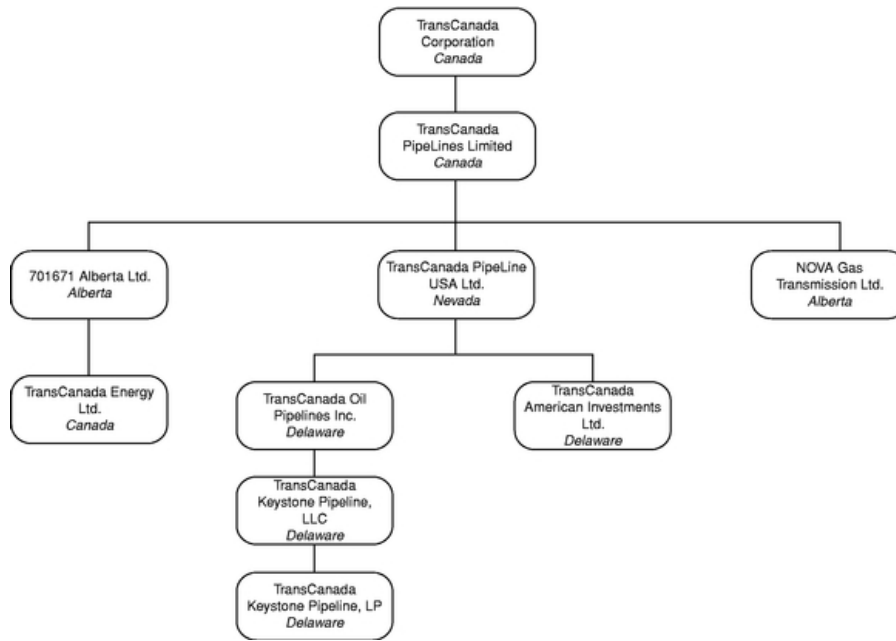 TransCanada
Corporation
Canada
TransCanada
PipeLines Limited
Canada
701671 Alberta Ltd.
Alberta
TransCanada PipeLine
USA Ltd.
Nevada
NOVA Gas
Transmission Ltd.
Alberta
TransCanada Energy
Ltd.
Canada
TransCanada Oil
Pipelines Inc.
Delaware
TransCanada
American Investments
Ltd.
Delaware
TransCanada
Keystone Pipeline,
LLC
Delaware
TransCanada
Keystone Pipeline, LP
Delaware